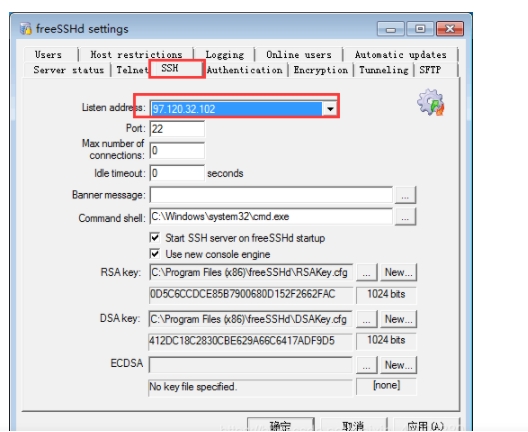 freeSSHd settings
Users Host restrictions Logging Online users Automatic updates
Server status Telnet SSH Authentication Encryption Tunneling SFTP
Listen address: 97.120.32.102
Port: 22
Max number of
connections: 0
Idle timeout: 0 seconds
Banner message: ...
Command shell: C:\Windows\system32\cmd.exe ...
Start SSH server on freeSSHd startup
Use new console engine
RSA key: C:\Program Files (x86)\freeSSHd\RSAKey.cfg ... New...
0D5C6CCDCE85B7900680D152F2662FAC 1024 bits
DSA key: C:\Program Files (x86)\freeSSHd\DSAKey.cfg ... New...
412DC18C2830CBE629A66C6417ADF9D5 1024 bits
ECDSA ... New...
No key file specified. [none]
确定 取消 应用(A)